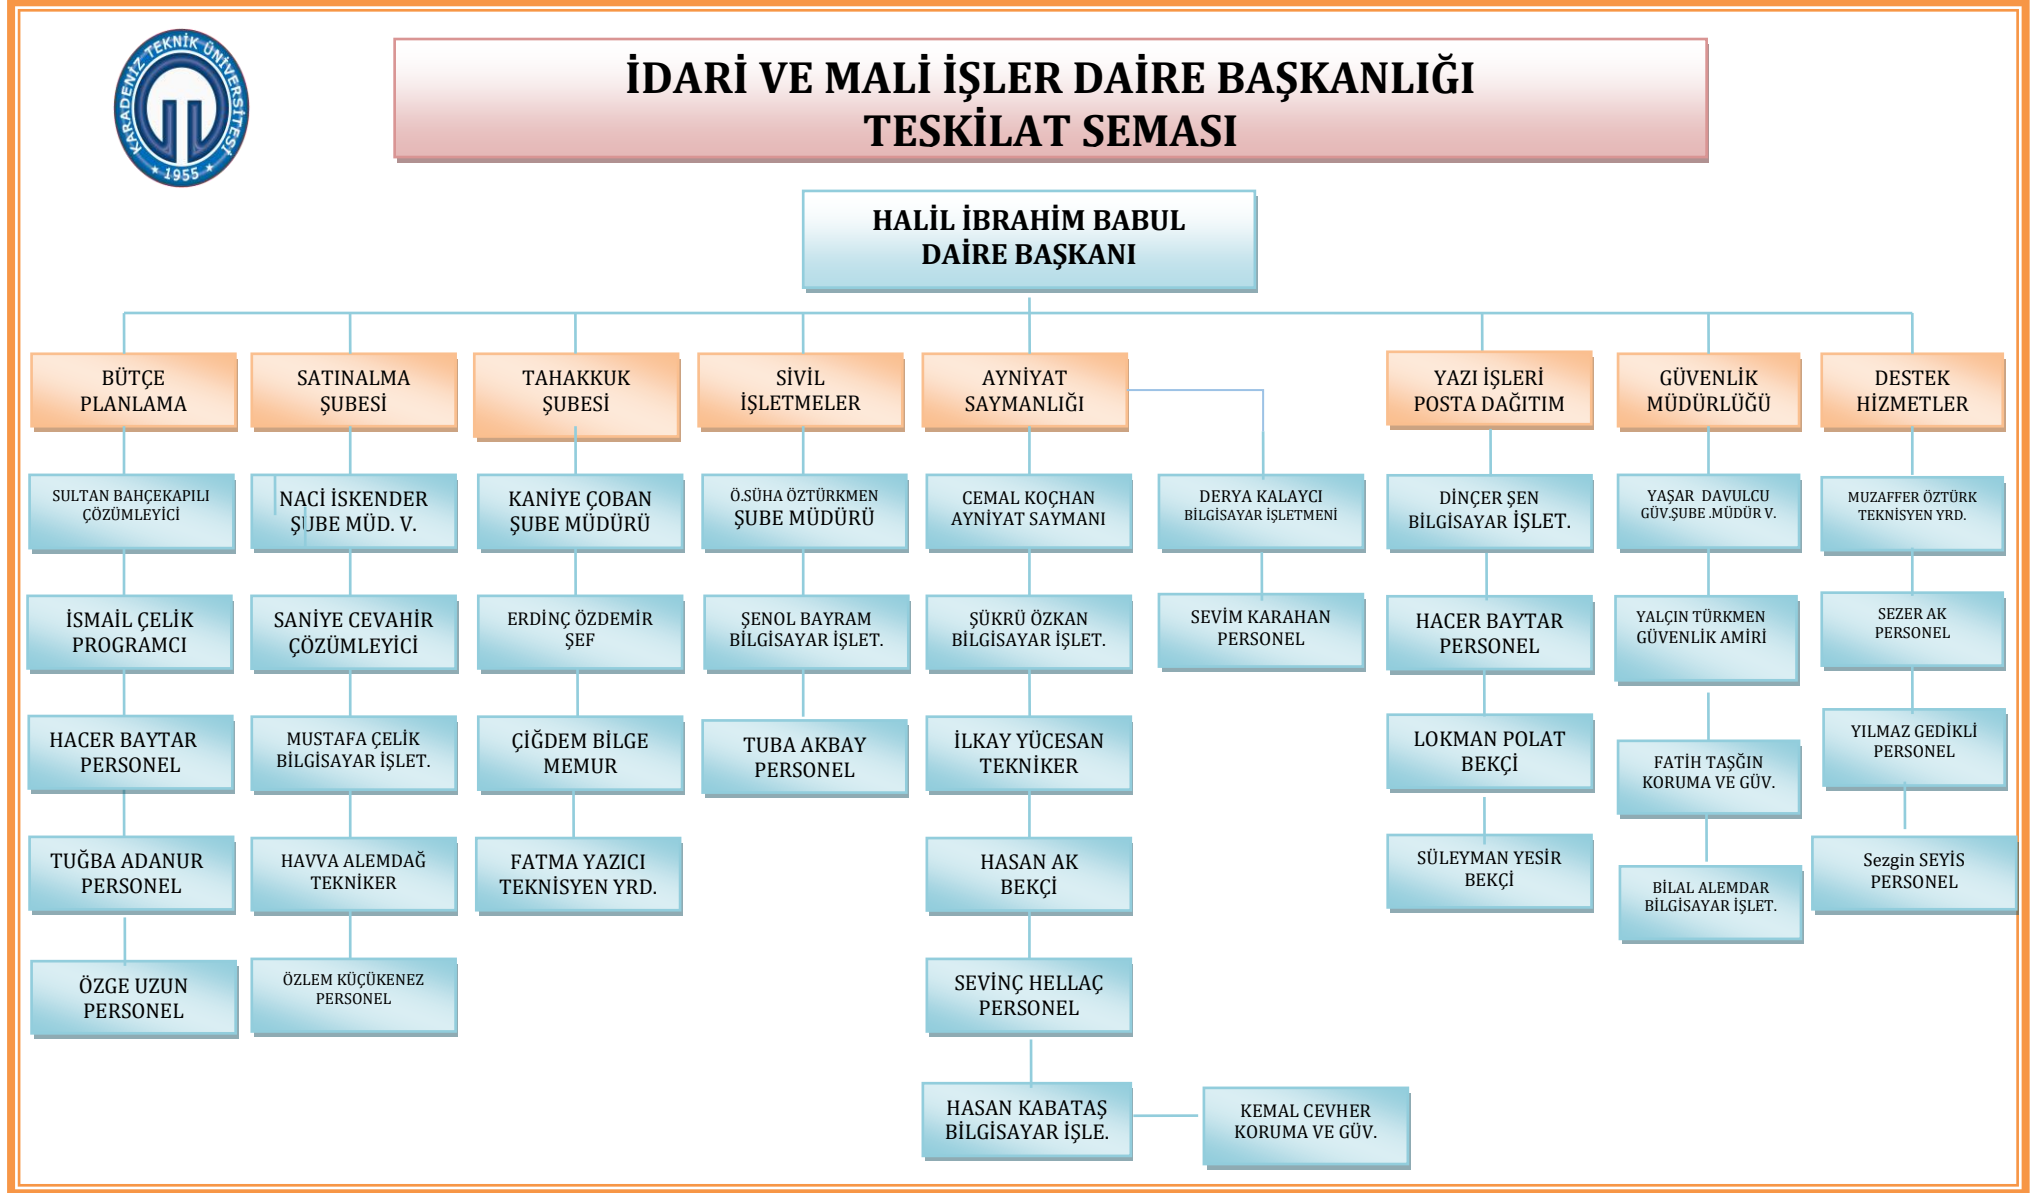 KARADENİZ TEKNİK ÜNİVERSİTESİ
* 1955 *
İDARİ VE MALİ İŞLER DAİRE BAŞKANLIĞI
TESKİLAT SEMASI
HALİL İBRAHİM BABUL
DAİRE BAŞKANI
BÜTÇE
PLANLAMA
SULTAN BAHÇEKAPILI
ÇÖZÜMLEYİCİ
İSMAİL ÇELİK
PROGRAMCI
HACER BAYTAR
PERSONEL
TUĞBA ADANUR
PERSONEL
ÖZGE UZUN
PERSONEL
SATINALMA
ŞUBESİ
NACİ İSKENDER
ŞUBE MÜD. V.
SANİYE CEVAHİR
ÇÖZÜMLEYİCİ
MUSTAFA ÇELİK
BİLGİSAYAR İŞLET.
HAVVA ALEMDAĞ
TEKNİKER
ÖZLEM KÜÇÜKENEZ
PERSONEL
TAHAKKUK
ŞUBESİ
KANİYE ÇOBAN
ŞUBE MÜDÜRÜ
ERDİNÇ ÖZDEMİR
ŞEF
ÇİĞDEM BİLGE
MEMUR
FATMA YAZICI
TEKNİSYEN YRD.
SİVİL
İŞLETMELER
Ö.SÜHA ÖZTÜRKMEN
ŞUBE MÜDÜRÜ
ŞENOL BAYRAM
BİLGİSAYAR İŞLET.
TUBA AKBAY
PERSONEL
AYNİYAT
SAYMANLIĞI
CEMAL KOÇHAN
AYNİYAT SAYMANI
ŞÜKRÜ ÖZKAN
BİLGİSAYAR İŞLET.
İLKAY YÜCESAN
TEKNİKER
HASAN AK
BEKÇİ
SEVİNÇ HELLAÇ
PERSONEL
HASAN KABATAŞ
BİLGİSAYAR İŞLE.
KEMAL CEVHER
KORUMA VE GÜV.
DERYA KALAYCI
BİLGİSAYAR İŞLETMENİ
SEVİM KARAHAN
PERSONEL
YAZI İŞLERİ
POSTA DAĞITIM
DİNÇER ŞEN
BİLGİSAYAR İŞLET.
HACER BAYTAR
PERSONEL
LOKMAN POLAT
BEKÇİ
SÜLEYMAN YESİR
BEKÇİ
GÜVENLİK
MÜDÜRLÜĞÜ
YAŞAR DAVULCU
GÜV.ŞUBE .MÜDÜR V.
YALÇIN TÜRKMEN
GÜVENLİK AMİRİ
FATİH TAŞĞIN
KORUMA VE GÜV.
BİLAL ALEMDAR
BİLGİSAYAR İŞLET.
DESTEK
HİZMETLER
MUZAFFER ÖZTÜRK
TEKNİSYEN YRD.
SEZER AK
PERSONEL
YILMAZ GEDİKLİ
PERSONEL
Sezgin SEYİS
PERSONEL